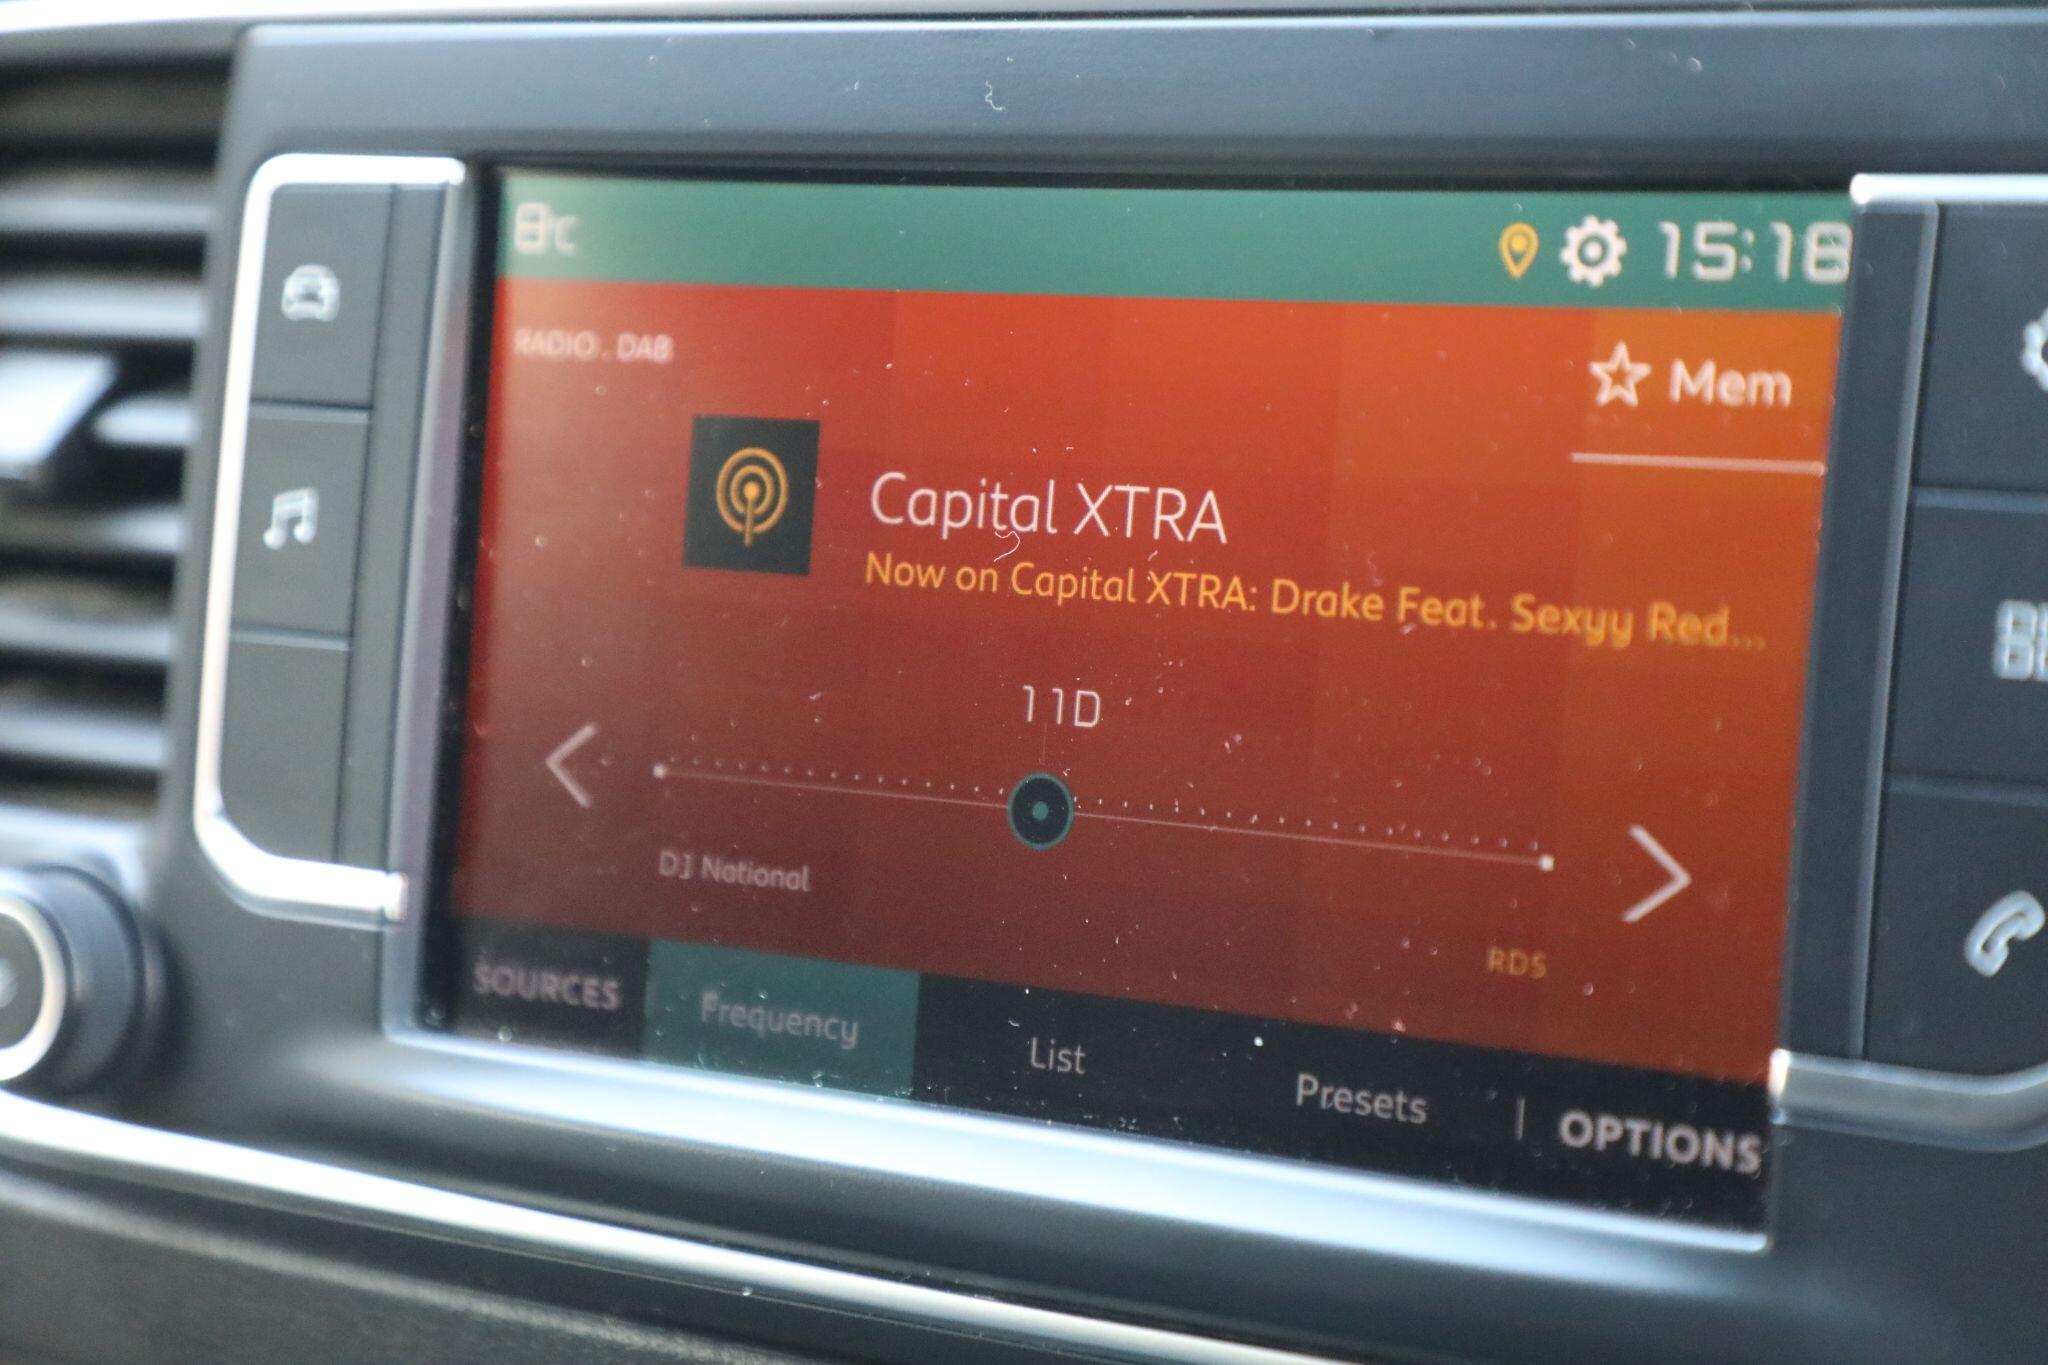 8°C
15:18
RADIO . DAB
Mem
Capital XTRA
Now on Capital XTRA: Drake Feat. Sexyy Red...
11D
D1 National
RDS
SOURCES
Frequency
List
Presets
OPTIONS